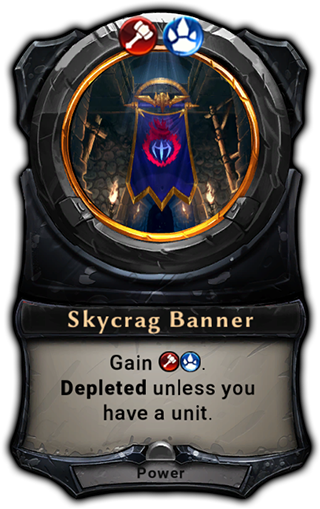 Skycrag Banner
Gain .
Depleted unless you
have a unit.
Power